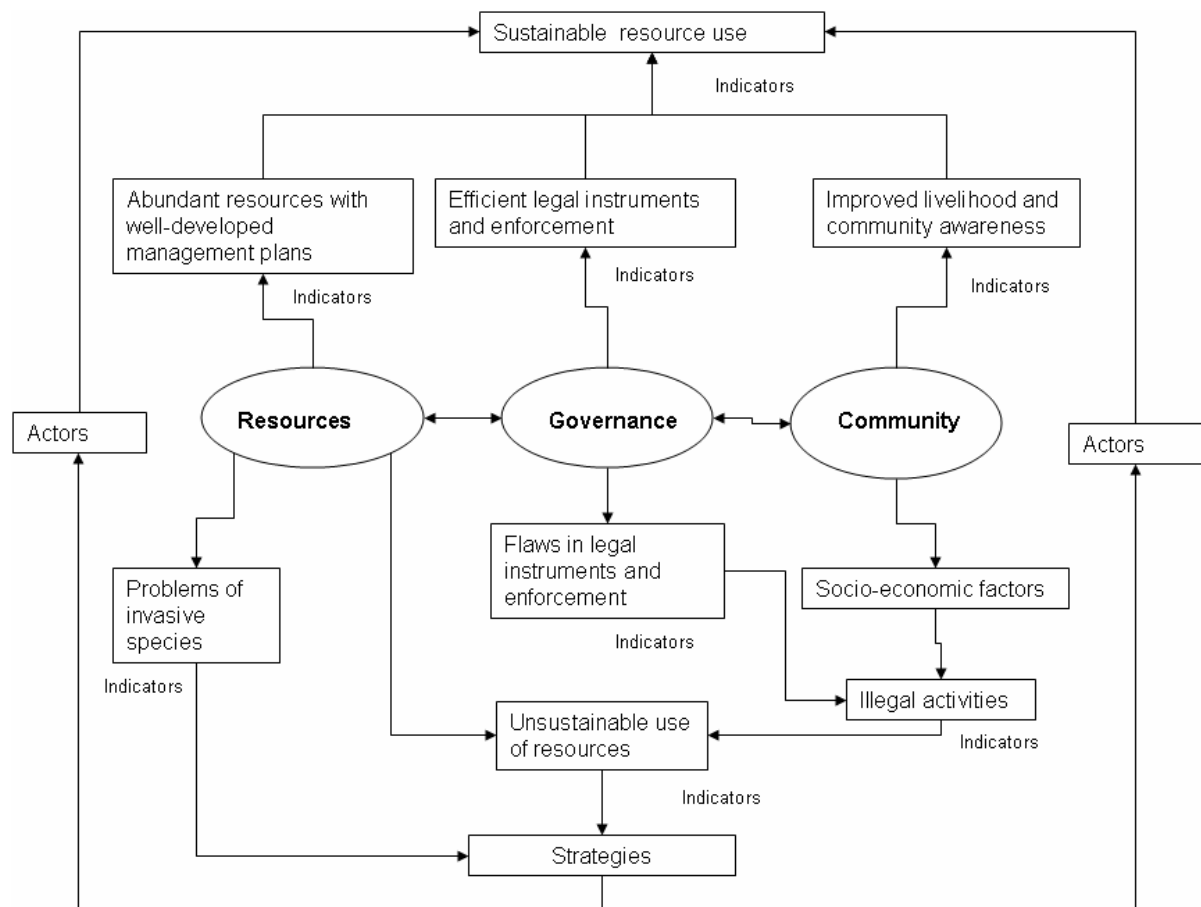 Sustainable resource use
Indicators
Abundant resources with
well-developed
management plans
Efficient legal instruments
and enforcement
Improved livelihood and
community awareness
Indicators
Indicators
Indicators
Resources
Governance
Community
Actors
Actors
Flaws in legal
instruments and
enforcement
Problems of
invasive
species
Socio-economic factors
Indicators
Indicators
Illegal activities
Unsustainable use
of resources
Indicators
Indicators
Strategies